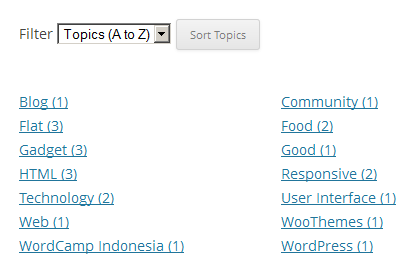 Filter Topics (A to Z) Sort Topics
Blog (1) Community (1)
Flat (3) Food (2)
Gadget (3) Good (1)
HTML (3) Responsive (2)
Technology (2) User Interface (1)
Web (1) WooThemes (1)
WordCamp Indonesia (1) WordPress (1)